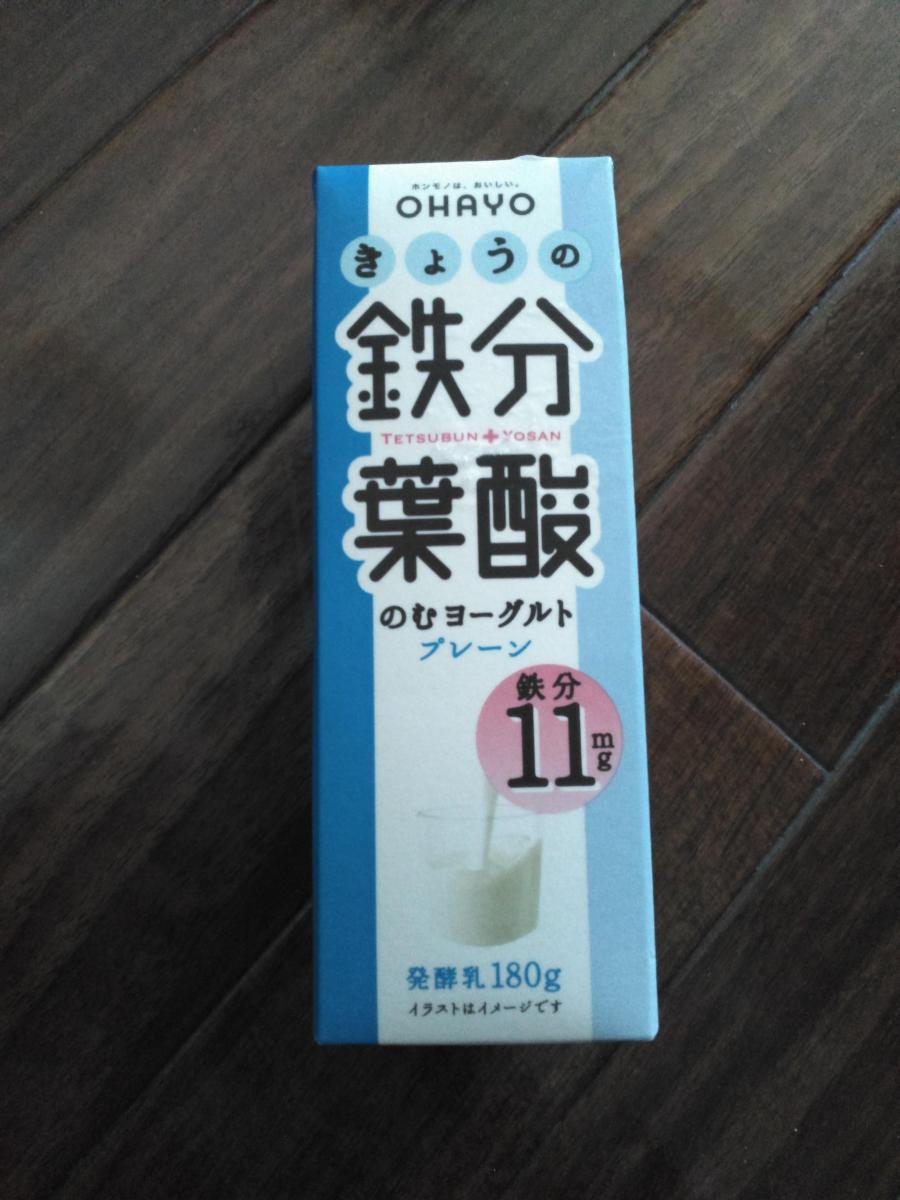 ホンモノは、おいしい。
OHAYO
きょうの
鉄分
TETSUBUN+YOSAN
葉酸
のむヨーグルト
プレーン
鉄分
11mg
発酵乳180g
イラストはイメージです